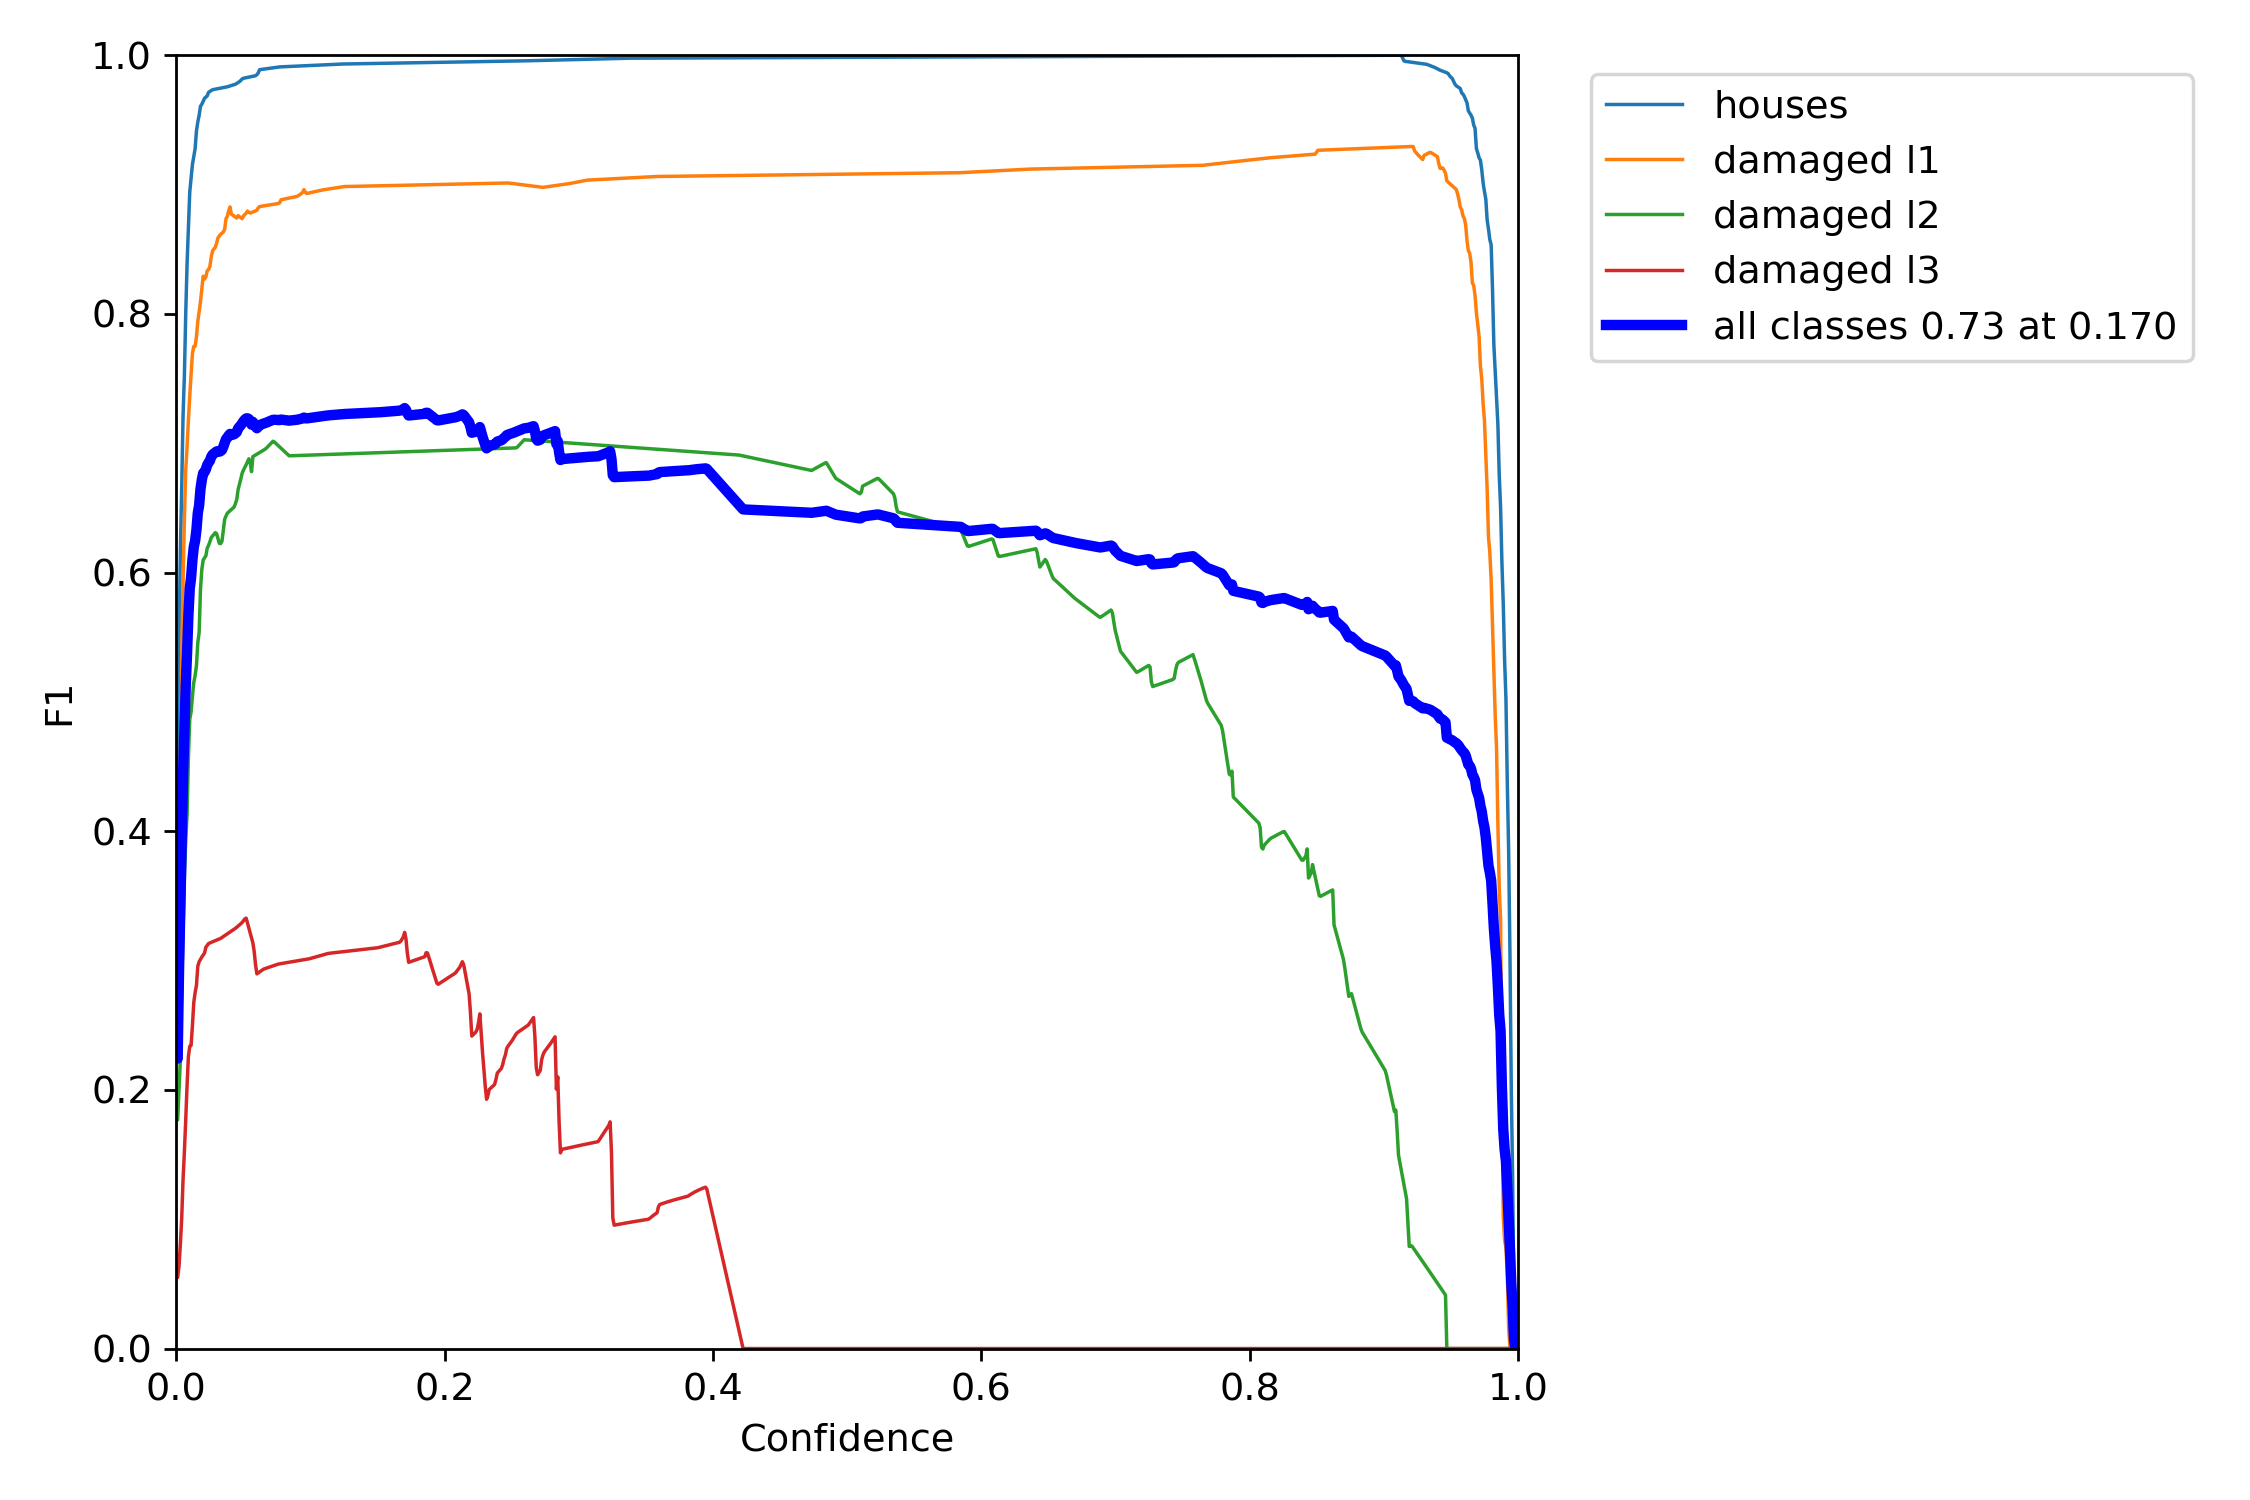 1.0
0.8
0.6
0.4
0.2
0.0
F1
0.0 0.2 0.4 0.6 0.8 1.0
Confidence
houses
damaged l1
damaged l2
damaged l3
all classes 0.73 at 0.170